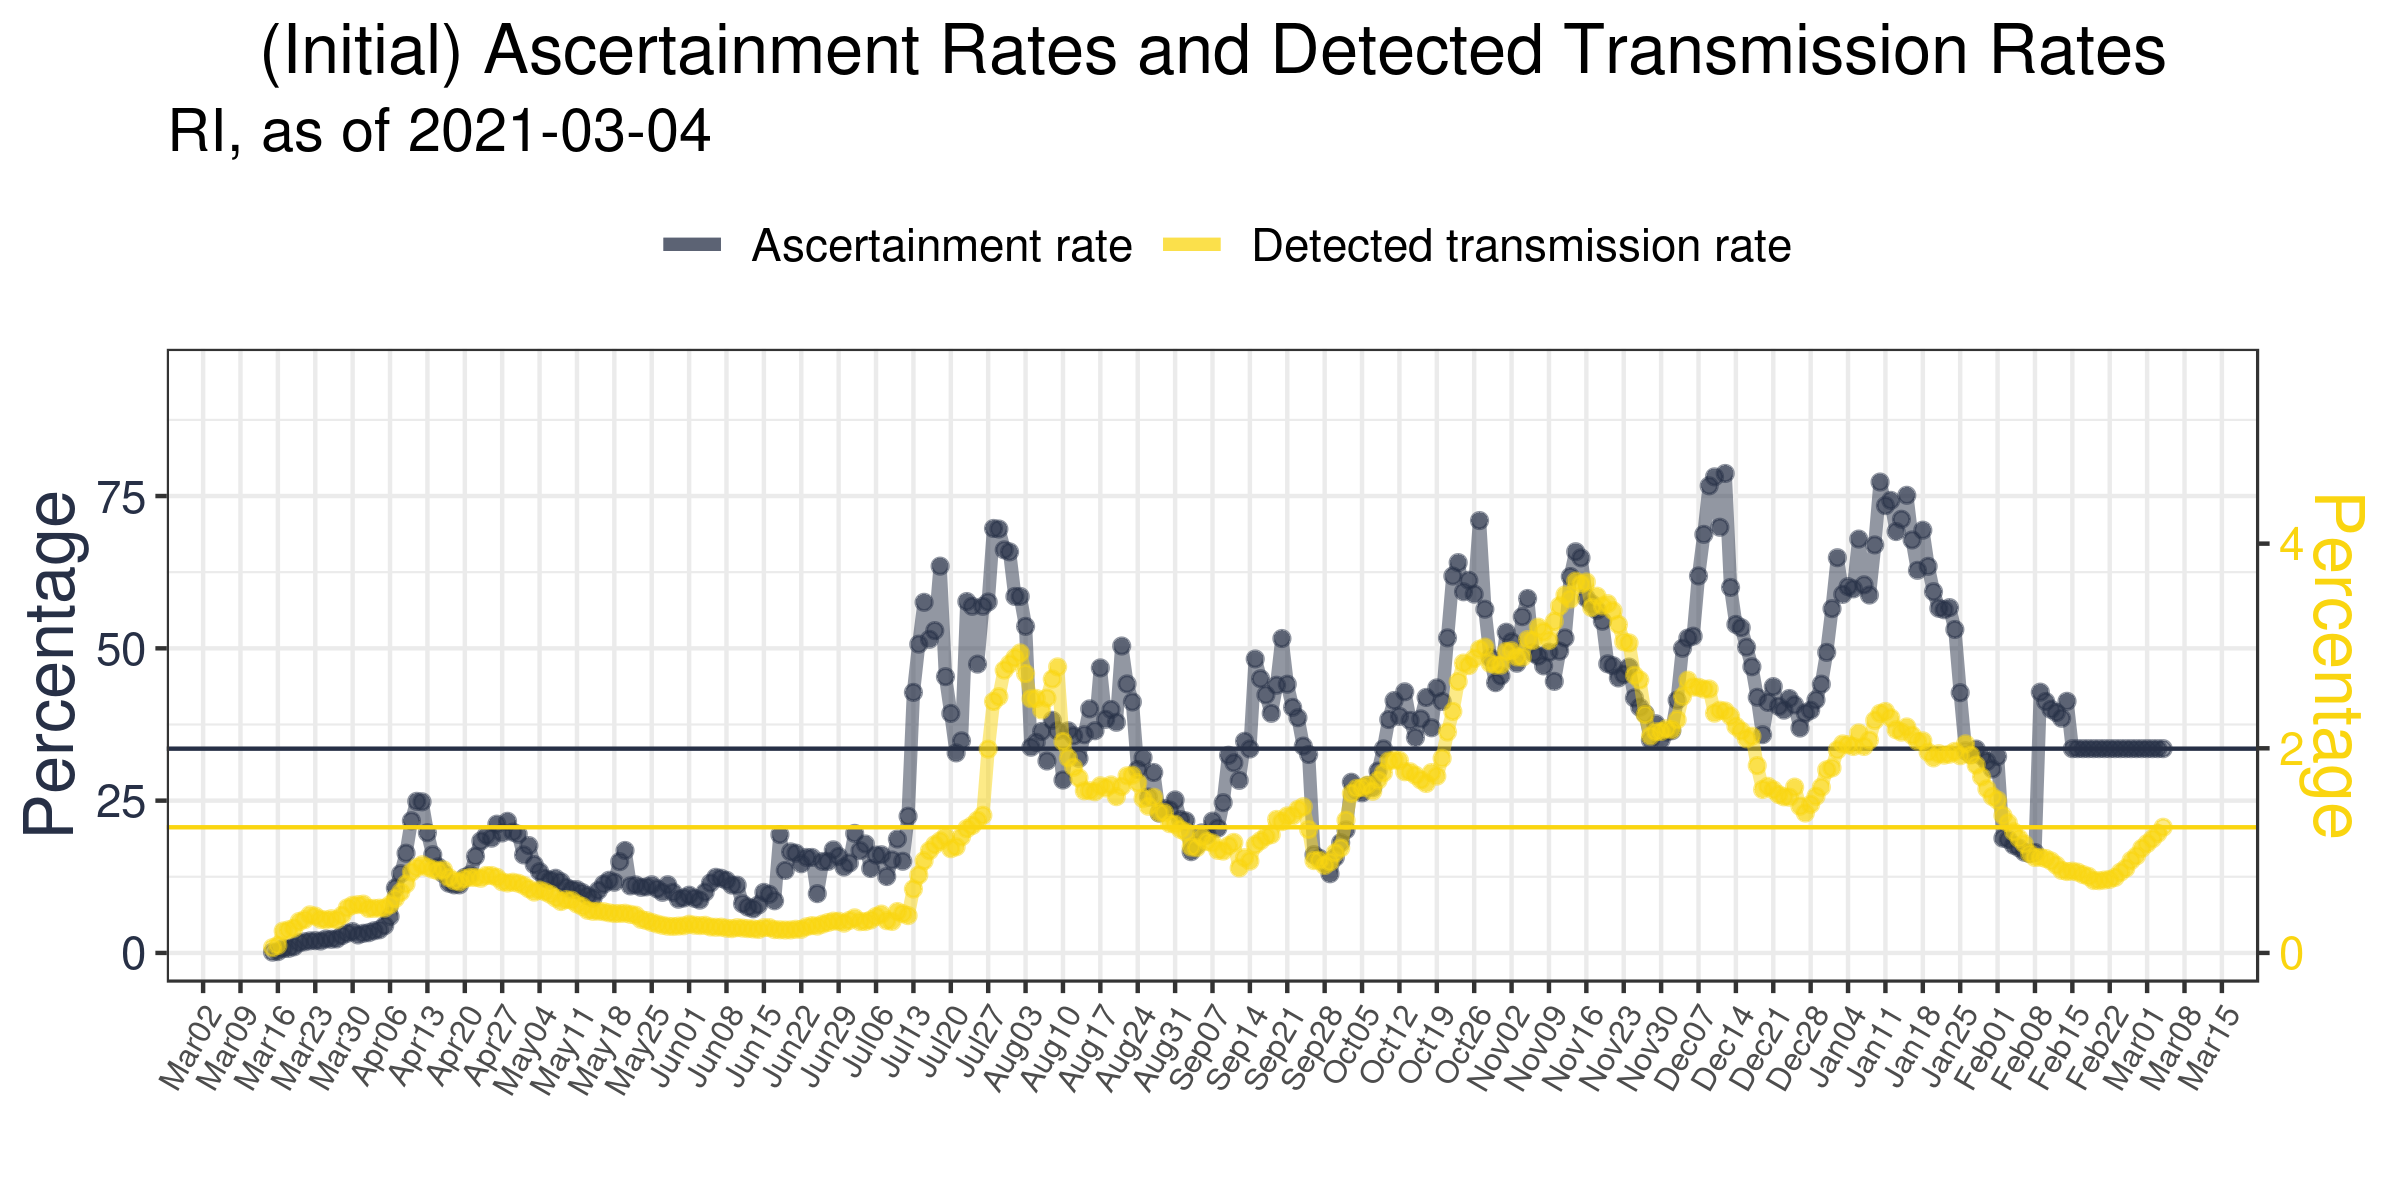 (Initial) Ascertainment Rates and Detected Transmission Rates
RI, as of 2021-03-04
Ascertainment rate Detected transmission rate
Percentage
75
50
25
0
4
2
0
Percentage
Mar02 Mar09 Mar16 Mar23 Mar30 Apr06 Apr13 Apr20 Apr27 May04 May11 May18 May25 Jun01 Jun08 Jun15 Jun22 Jun29 Jul06 Jul13 Jul20 Jul27 Aug03 Aug10 Aug17 Aug24 Aug31 Sep07 Sep14 Sep21 Sep28 Oct05 Oct12 Oct19 Oct26 Nov02 Nov09 Nov16 Nov23 Nov30 Dec07 Dec14 Dec21 Dec28 Jan04 Jan11 Jan18 Jan25 Feb01 Feb08 Feb15 Feb22 Mar01 Mar08 Mar15